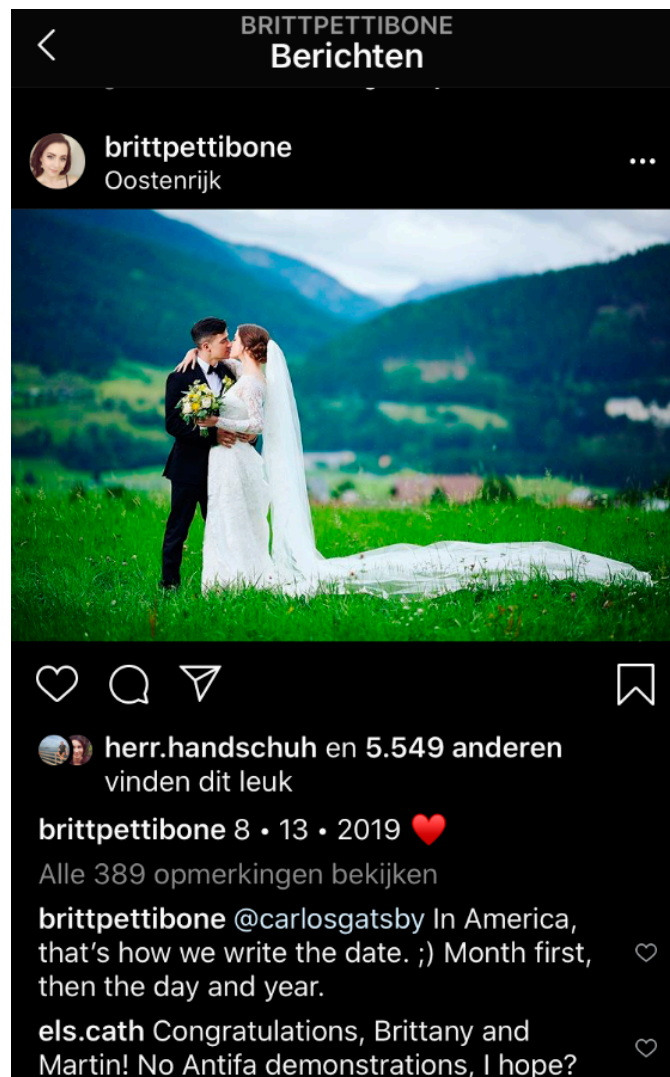 BRITTPETTIBONE
Berichten
brittpettibone
Oostenrijk
herr.handschuh en 5.549 anderen
vinden dit leuk
brittpettibone 8 • 13 • 2019 ❤️
Alle 389 opmerkingen bekijken
brittpettibone @carlosgatsby In America,
that's how we write the date. ;) Month first,
then the day and year.
els.cath Congratulations, Brittany and
Martin! No Antifa demonstrations, I hope?